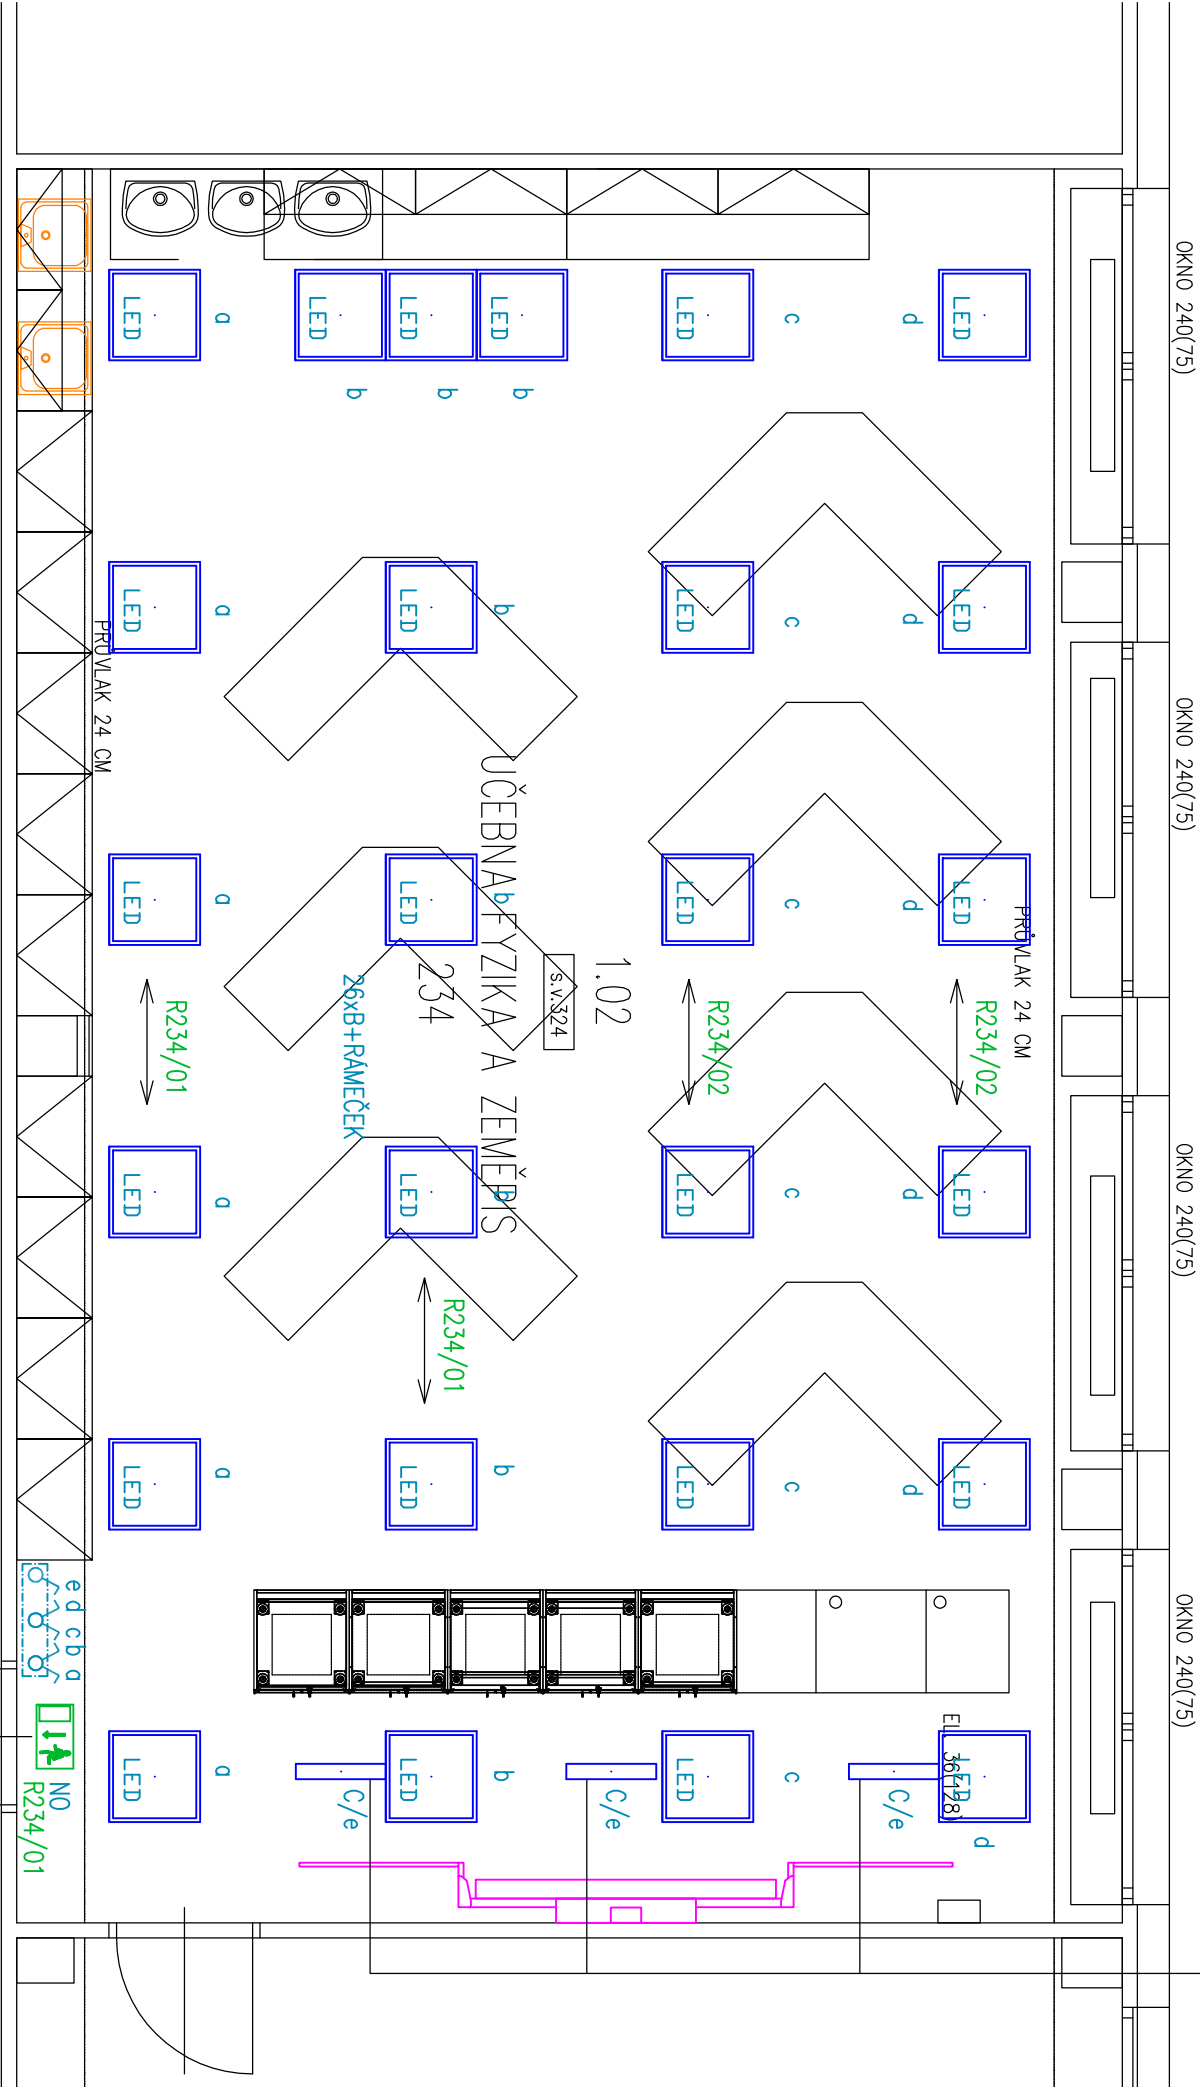 OKNO 240(75)
OKNO 240(75)
OKNO 240(75)
OKNO 240(75)
LED
a
LED
LED
LED
b
b
b
LED
c
d
LED
LED
a
LED
b
LED
c
d
LED
PRŮVLAK 24 CM
LED
a
LED
b
LED
c
d
LED
PRŮVLAK 24 CM
1.02
s.v.324
UČEBNA FYZIKA A ZEMĚPIS
234
26xB+RÁMEČEK
R234/01
R234/02
R234/02
R234/01
LED
a
LED
b
LED
c
d
LED
LED
a
LED
b
LED
c
d
LED
e d c b a
NO
R234/01
LED
a
C/e
LED
b
C/e
LED
c
C/e
LED
d